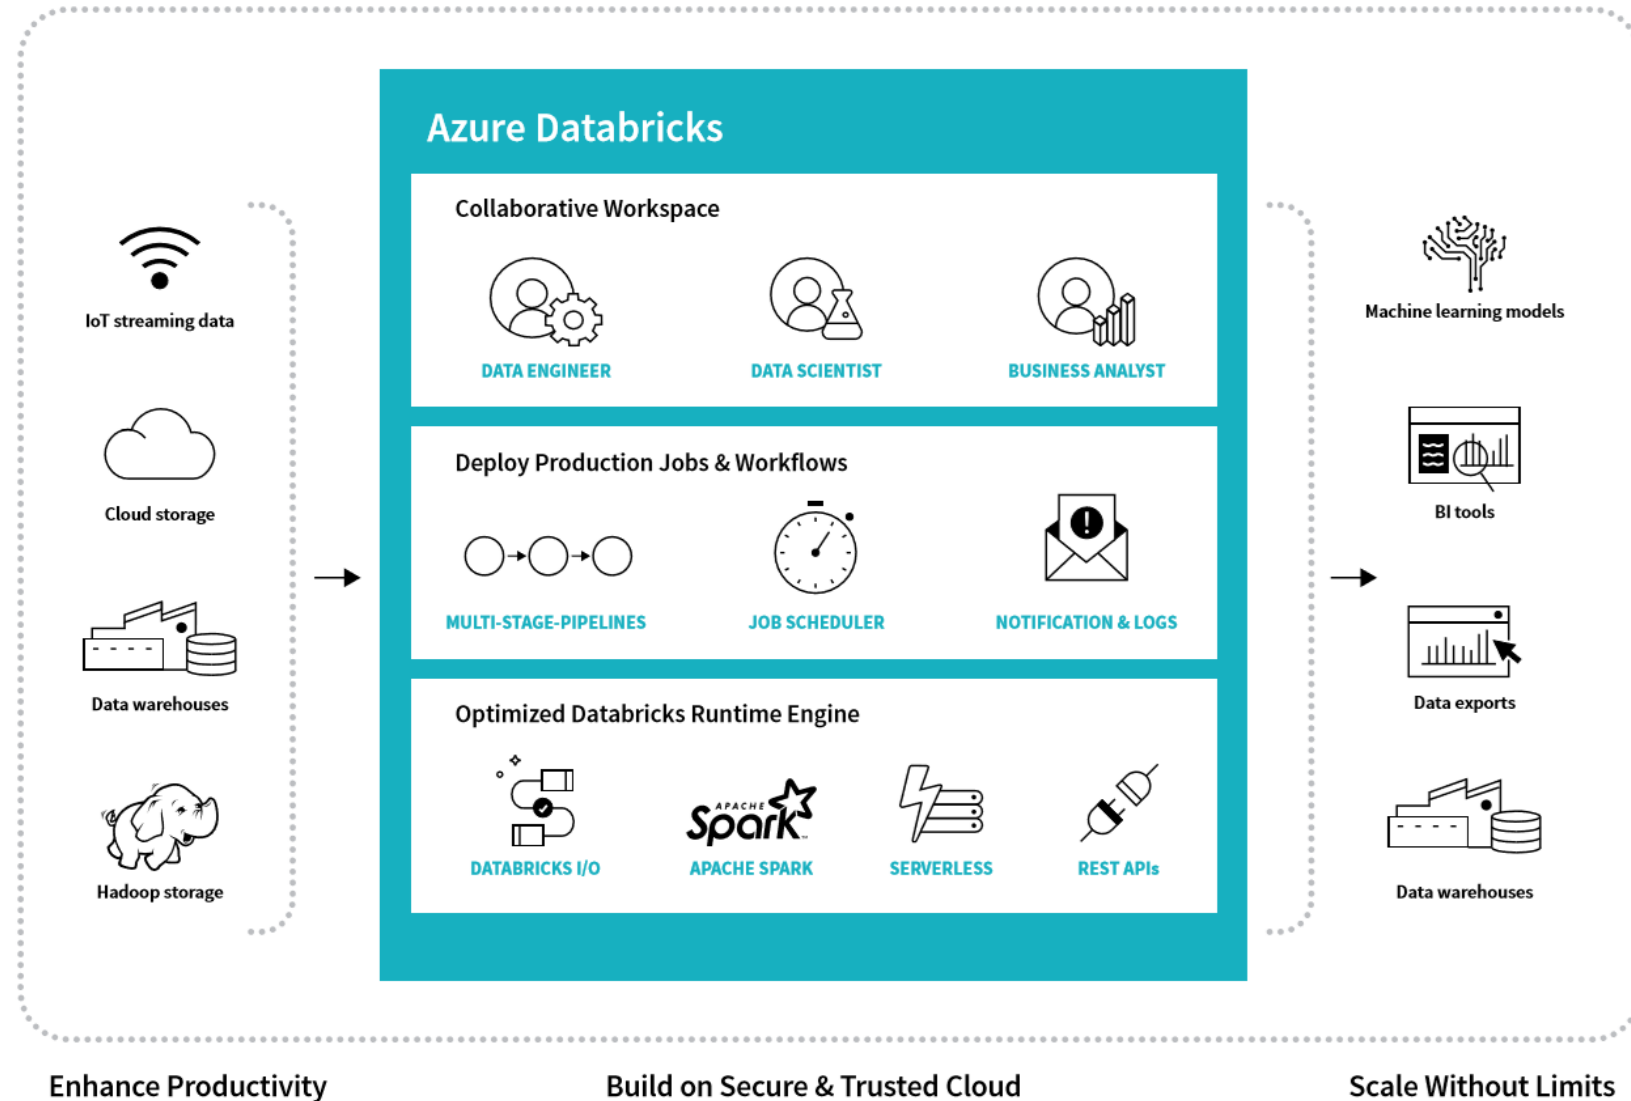 Azure Databricks
Collaborative Workspace
DATA ENGINEER
DATA SCIENTIST
BUSINESS ANALYST
Deploy Production Jobs & Workflows
MULTI-STAGE-PIPELINES
JOB SCHEDULER
NOTIFICATION & LOGS
Optimized Databricks Runtime Engine
APACHE
Spark
DATABRICKS I/O
APACHE SPARK
SERVERLESS
REST APIs
IoT streaming data
Cloud storage
Data warehouses
Hadoop storage
Machine learning models
BI tools
Data exports
Data warehouses
Enhance Productivity
Build on Secure & Trusted Cloud
Scale Without Limits